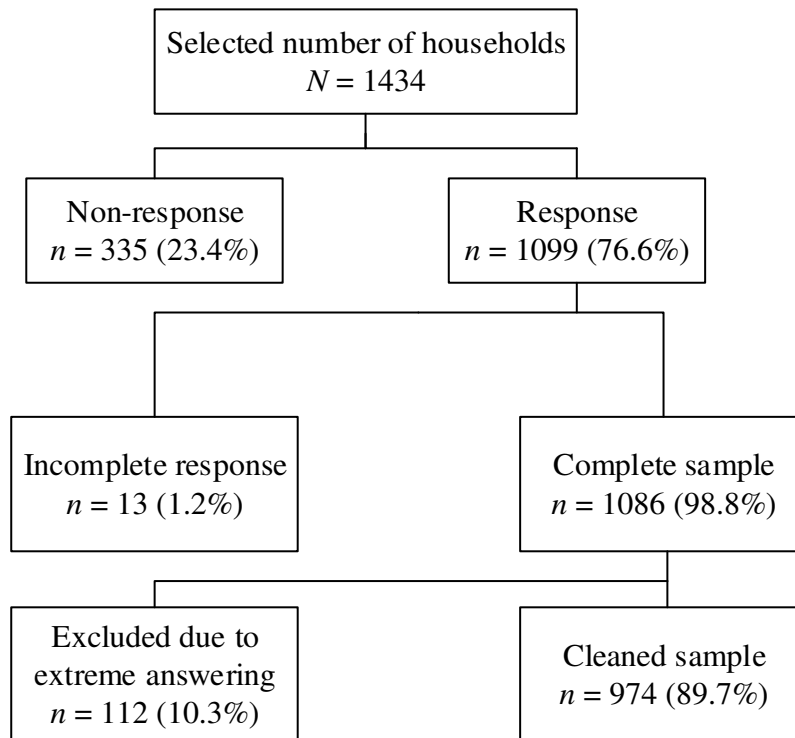 Selected number of households
N = 1434
Non-response
n = 335 (23.4%)
Response
n = 1099 (76.6%)
Incomplete response
n = 13 (1.2%)
Complete sample
n = 1086 (98.8%)
Excluded due to
extreme answering
n = 112 (10.3%)
Cleaned sample
n = 974 (89.7%)